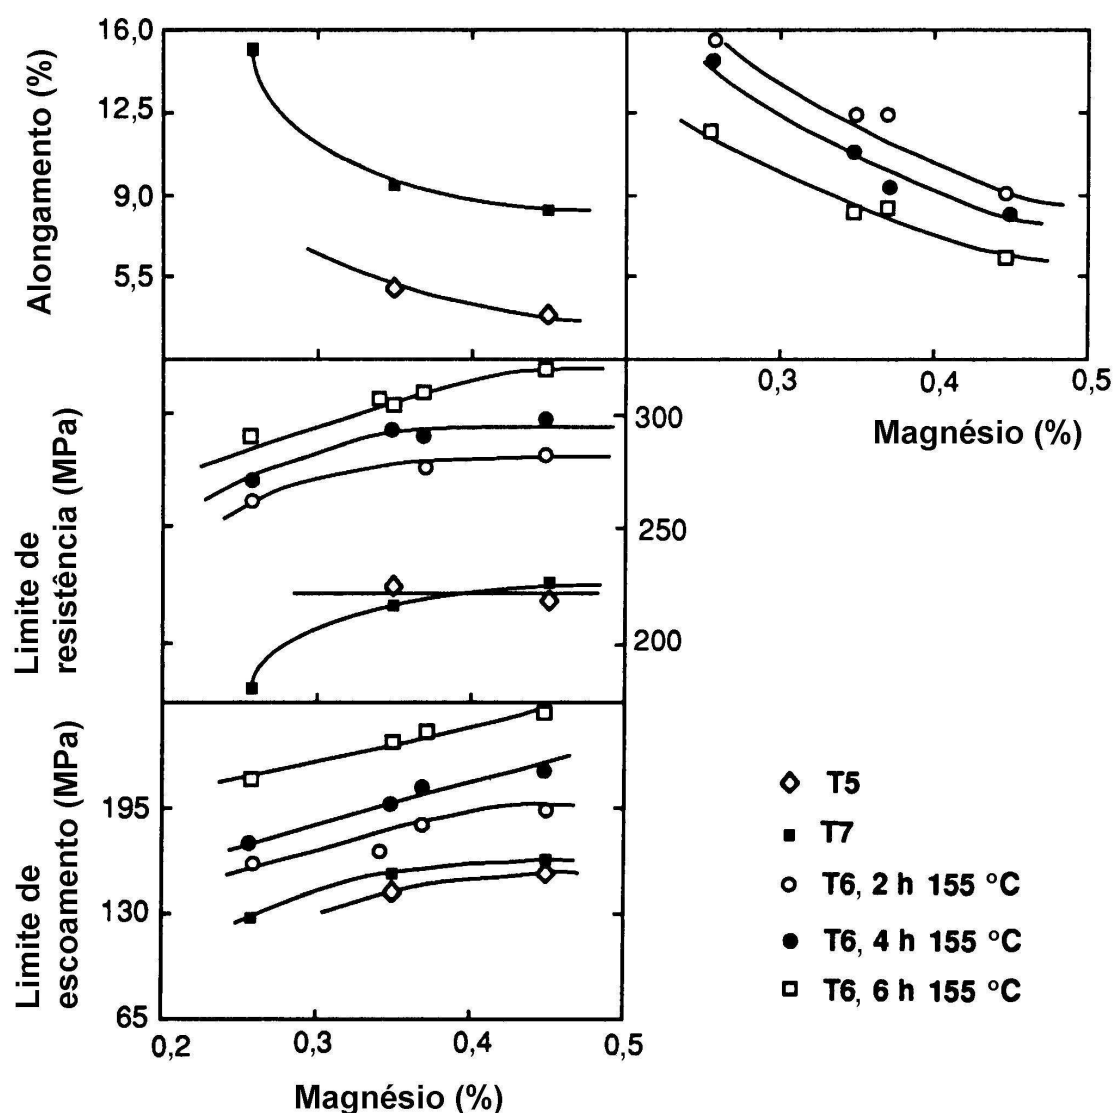 Alongamento (%)
16,0
12,5
9,0
5,5
0,3
0,4
0,5
Magnésio (%)
Limite de
resistência (MPa)
300
250
200
Limite de
escoamento (MPa)
195
130
65
0,2
0,3
0,4
0,5
Magnésio (%)
T5
T7
T6, 2 h 155 °C
T6, 4 h 155 °C
T6, 6 h 155 °C